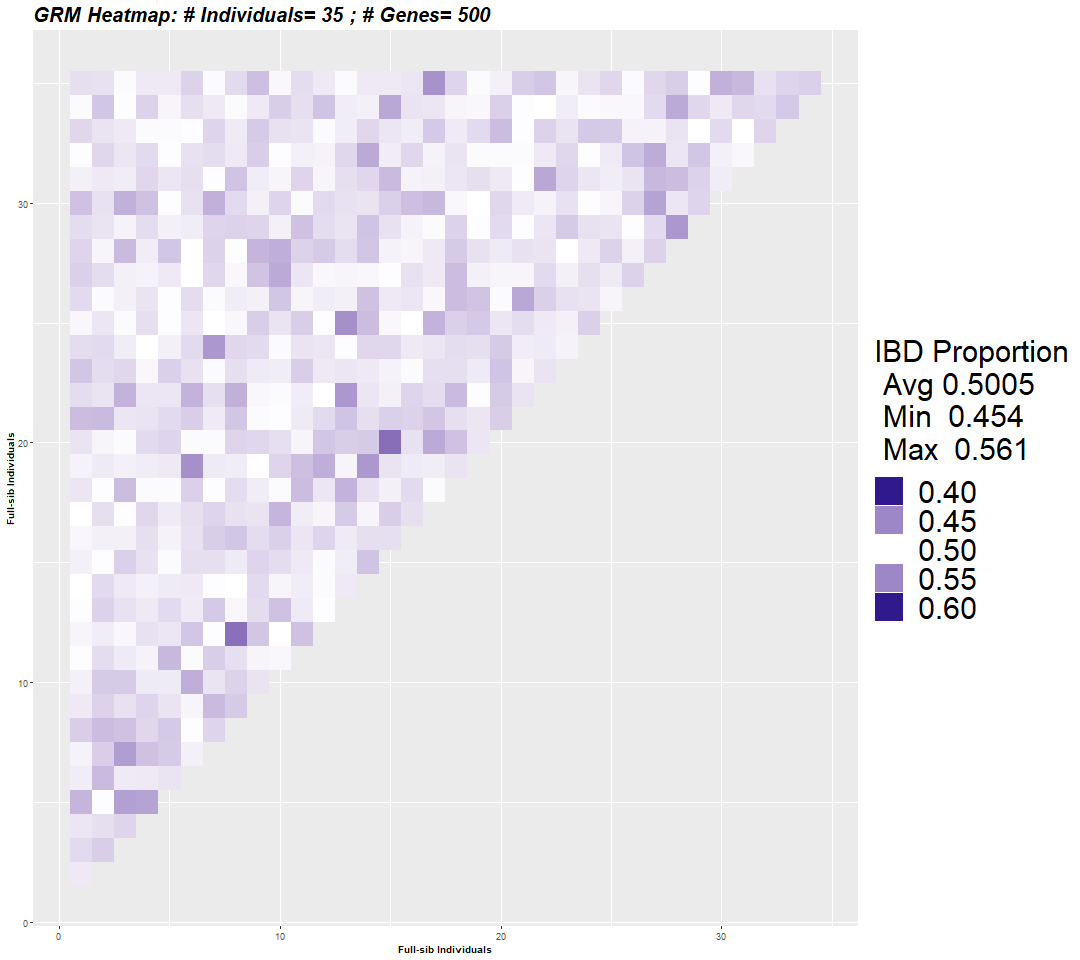 GRM Heatmap: # Individuals= 35 ; # Genes= 500
30
20
10
0
Full-sib Individuals
0 10 20 30
Full-sib Individuals
IBD Proportion
Avg 0.5005
Min 0.454
Max 0.561
0.40
0.45
0.50
0.55
0.60